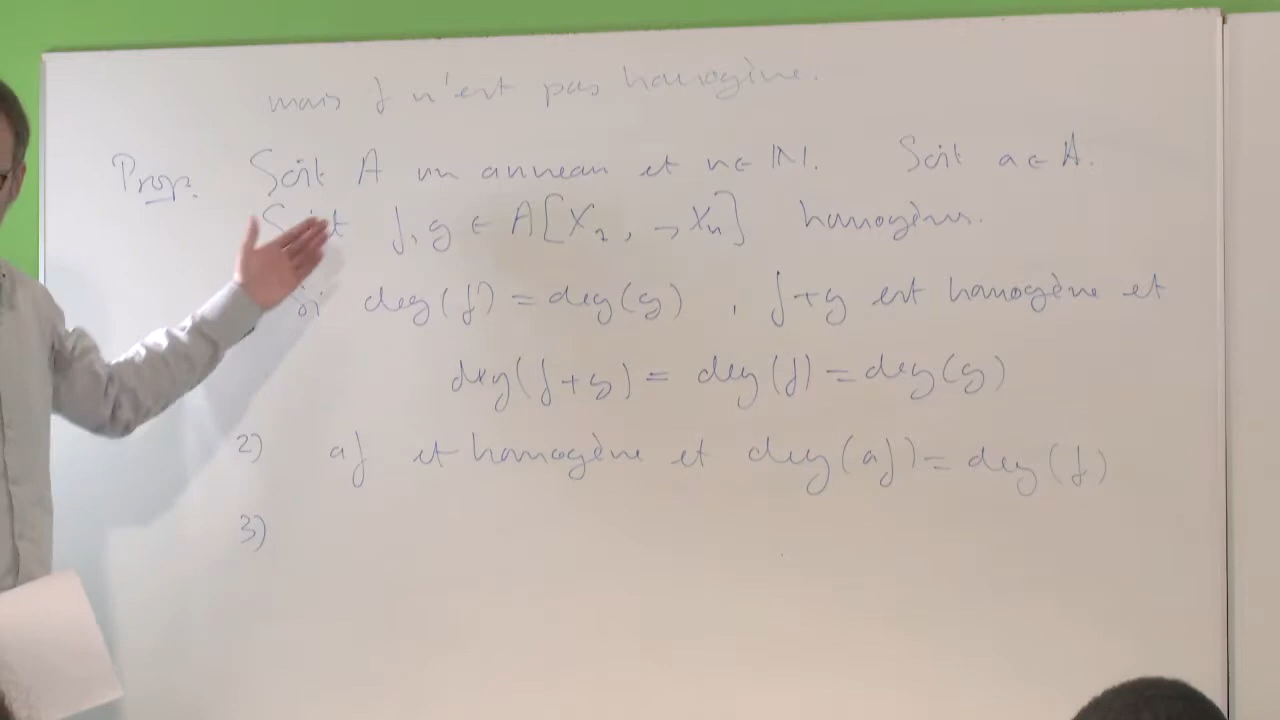 mais f n'est pas homogène.
Prop. Soit A un anneau et n ∈ ℕ. Soit a ∈ A.
Soit f, g ∈ A[X₁, …, Xₙ] homogènes.
Si deg(f) = deg(g), f+g est homogène et
deg(f+g) = deg(f) = deg(g)
2) af et homogène et deg(af) = deg(f)
3)